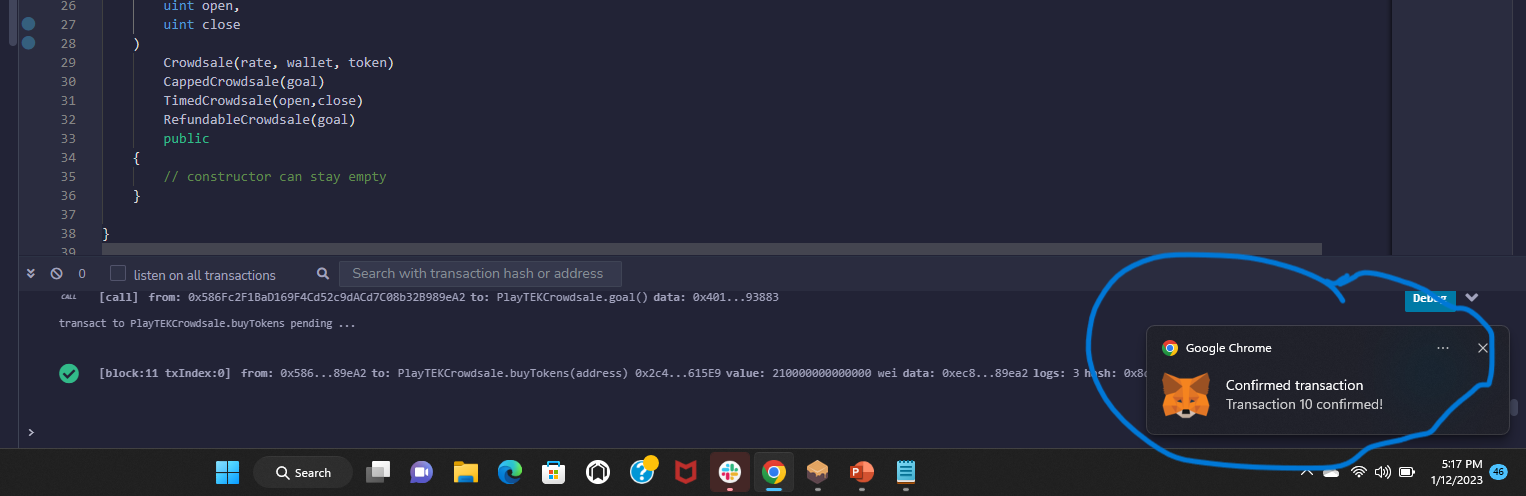 26 uint open,
27 uint close
28 )
29 Crowdsale(rate, wallet, token)
30 CappedCrowdsale(goal)
31 TimedCrowdsale(open,close)
32 RefundableCrowdsale(goal)
33 public
34 {
35 // constructor can stay empty
36 }
37
38 }
39
0 listen on all transactions Search with transaction hash or address
CALL [call] from: 0x586Fc2F1BaD169F4Cd52c9dACd7C08b32B989eA2 to: PlayTEKCrowdsale.goal() data: 0x401...93883 Debug
transact to PlayTEKCrowdsale.buyTokens pending ...
Google Chrome
[block:11 txIndex:0] from: 0x586...89eA2 to: PlayTEKCrowdsale.buyTokens(address) 0x2c4...615E9 value: 210000000000000 wei data: 0xec8...89ea2 logs: 3 hash: 0x8c
Confirmed transaction
Transaction 10 confirmed!
>
Search
P
5:17 PM
1/12/2023
46